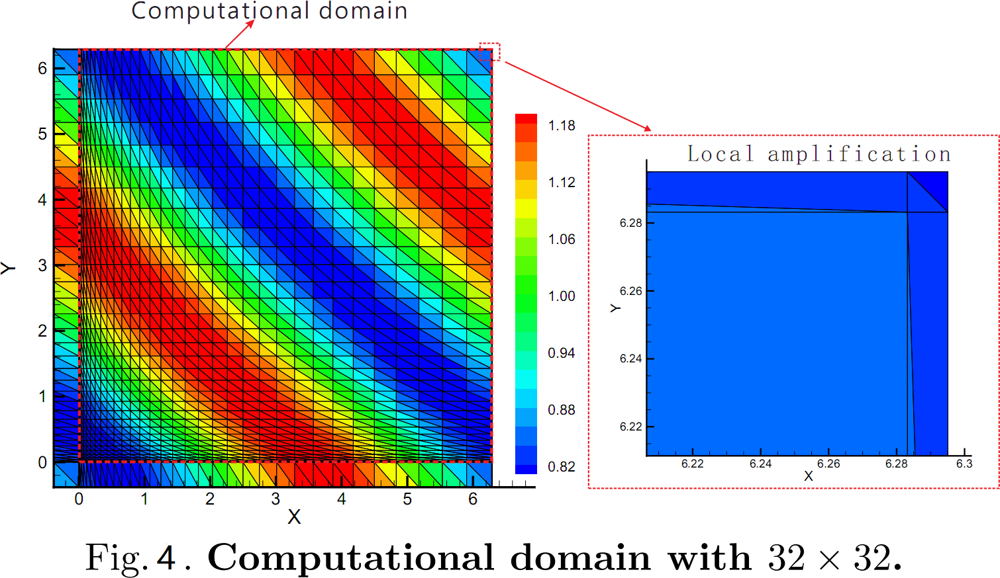 Computational domain
6
5
4
3
2
1
0
Y
0 1 2 3 4 5 6
X
1.18
1.12
1.06
1.00
0.94
0.88
0.82
Local amplification
6.28
6.26
6.24
6.22
Y
6.22 6.24 6.26 6.28 6.3
X
Fig. 4. Computational domain with 32 × 32.